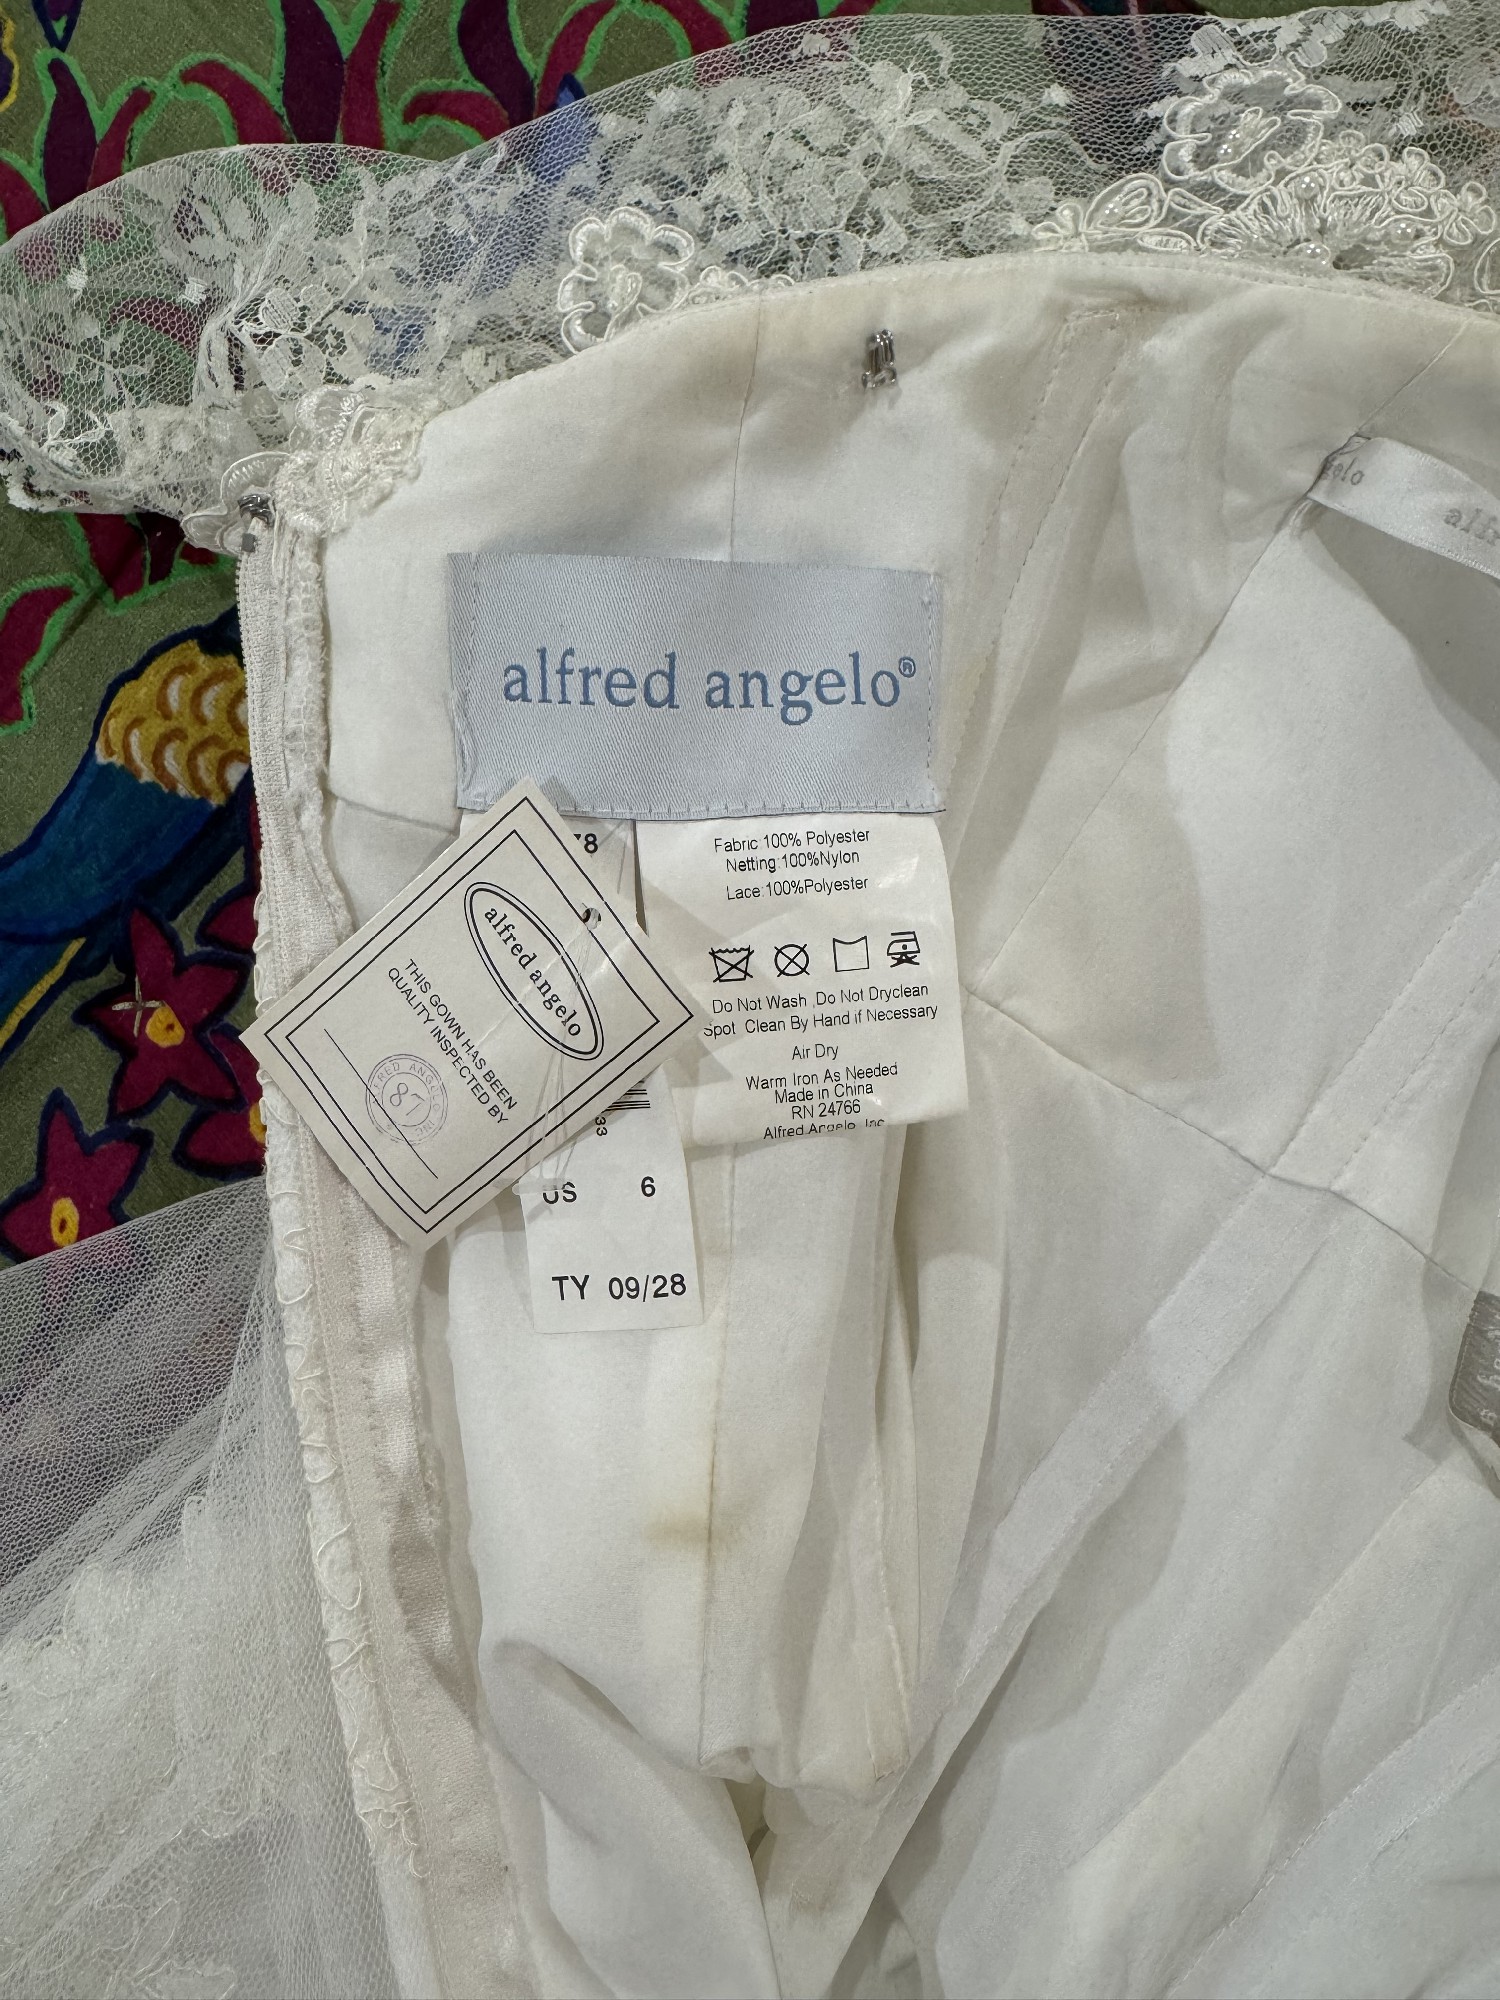 alfred angelo®
alfred angelo
THIS GOWN HAS BEEN
QUALITY INSPECTED BY
87
Fabric:100% Polyester
Netting:100%Nylon
Lace:100%Polyester
Do Not Wash ,Do Not Dryclean
Spot Clean By Hand if Necessary
Air Dry
Warm Iron As Needed
Made in China
RN 24766
Alfred Angelo Inc
33
US 6
TY 09/28